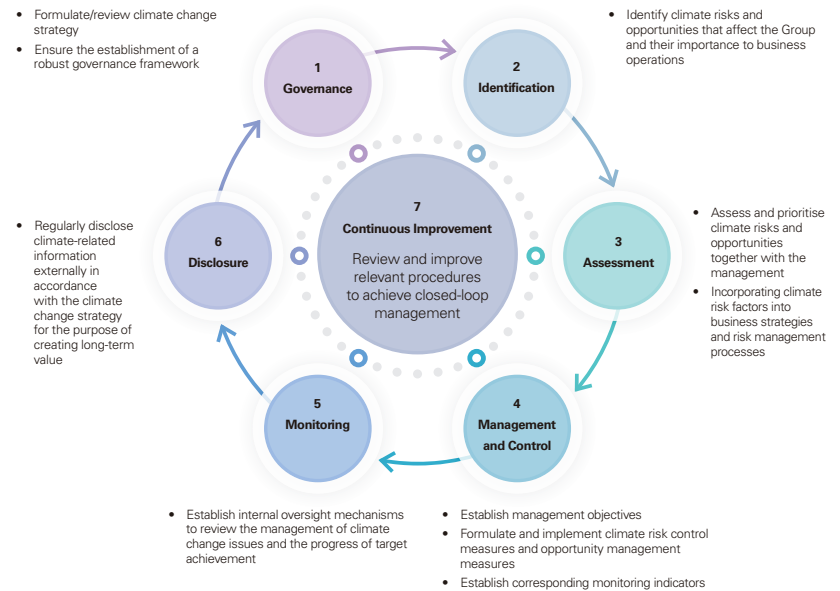 • Formulate/review climate change
strategy
• Ensure the establishment of a
robust governance framework
1
Governance
2
Identification
• Identify climate risks and
opportunities that affect the Group
and their importance to business
operations
3
Assessment
• Assess and prioritise
climate risks and
opportunities
together with the
management
• Incorporating climate
risk factors into
business strategies
and risk management
processes
4
Management
and Control
• Establish management objectives
• Formulate and implement climate risk control
measures and opportunity management
measures
• Establish corresponding monitoring indicators
5
Monitoring
• Establish internal oversight mechanisms
to review the management of climate
change issues and the progress of target
achievement
6
Disclosure
• Regularly disclose
climate-related
information
externally in
accordance
with the climate
change strategy
for the purpose of
creating long-term
value
7
Continuous Improvement
Review and improve
relevant procedures
to achieve closed-loop
management